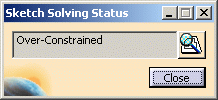 Sketch Solving Status
Over-Constrained
Close